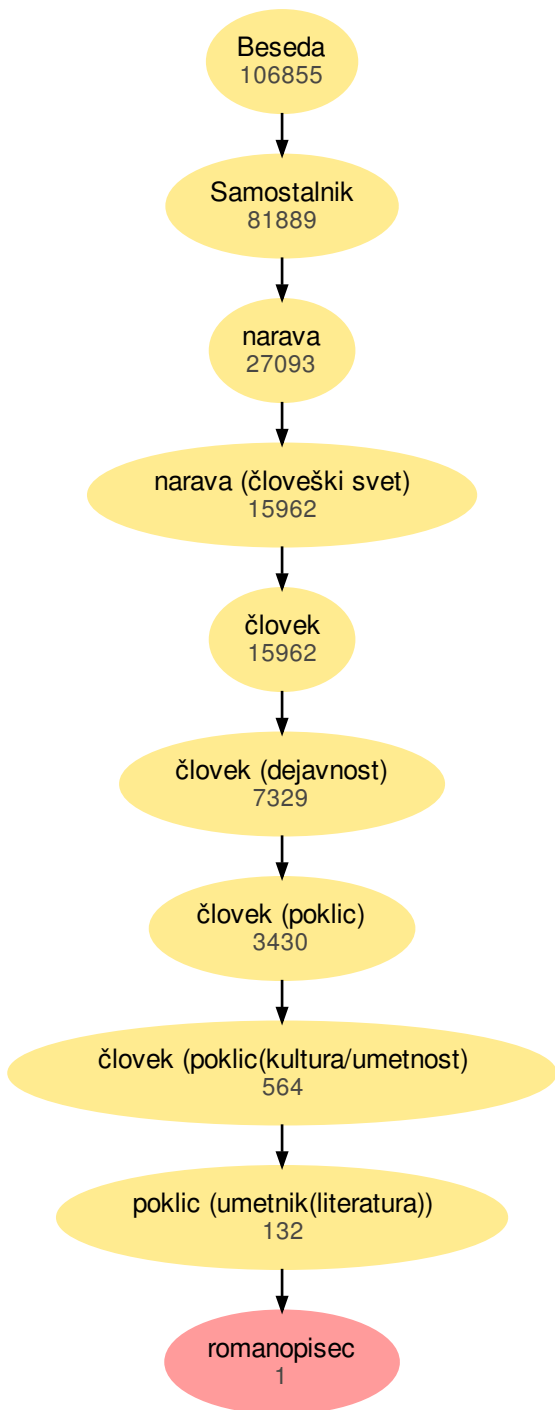 Beseda
106855
Samostalnik
81889
narava
27093
narava (človeški svet)
15962
človek
15962
človek (dejavnost)
7329
človek (poklic)
3430
človek (poklic(kultura/umetnost)
564
poklic (umetnik(literatura))
132
romanopisec
1